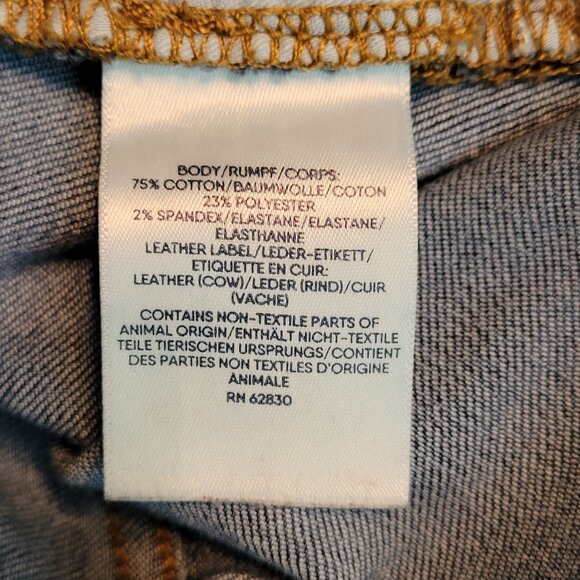 BODY/RUMPF/CORPS:
75% COTTON/BAUMWOLLE/COTON
23% POLYESTER
2% SPANDEX/ELASTANE/ELASTANE/
ELASTHANNE
LEATHER LABEL/LEDER-ETIKETT/
ETIQUETTE EN CUIR:
LEATHER (COW)/LEDER (RIND)/CUIR
(VACHE)
CONTAINS NON-TEXTILE PARTS OF
ANIMAL ORIGIN/ENTHÄLT NICHT-TEXTILE
TEILE TIERISCHEN URSPRUNGS/CONTIENT
DES PARTIES NON TEXTILES D'ORIGINE
ANIMALE
RN 62830